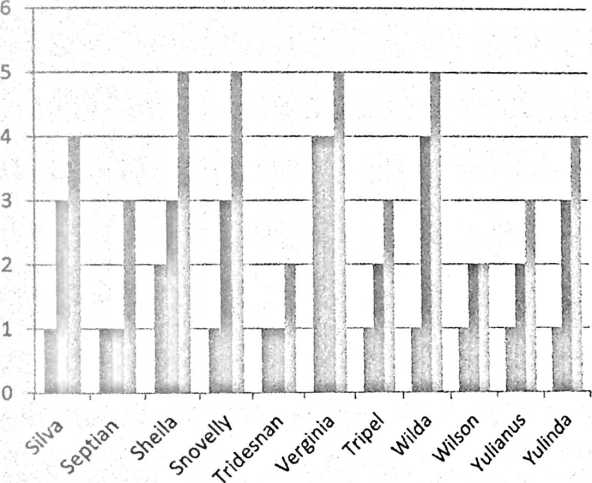 6
5
4
3
2
1
0
Silva
Septian
Sheila
Snovelly
Tridesnan
Verginia
Tripel
Wilda
Wilson
Yulianus
Yulinda